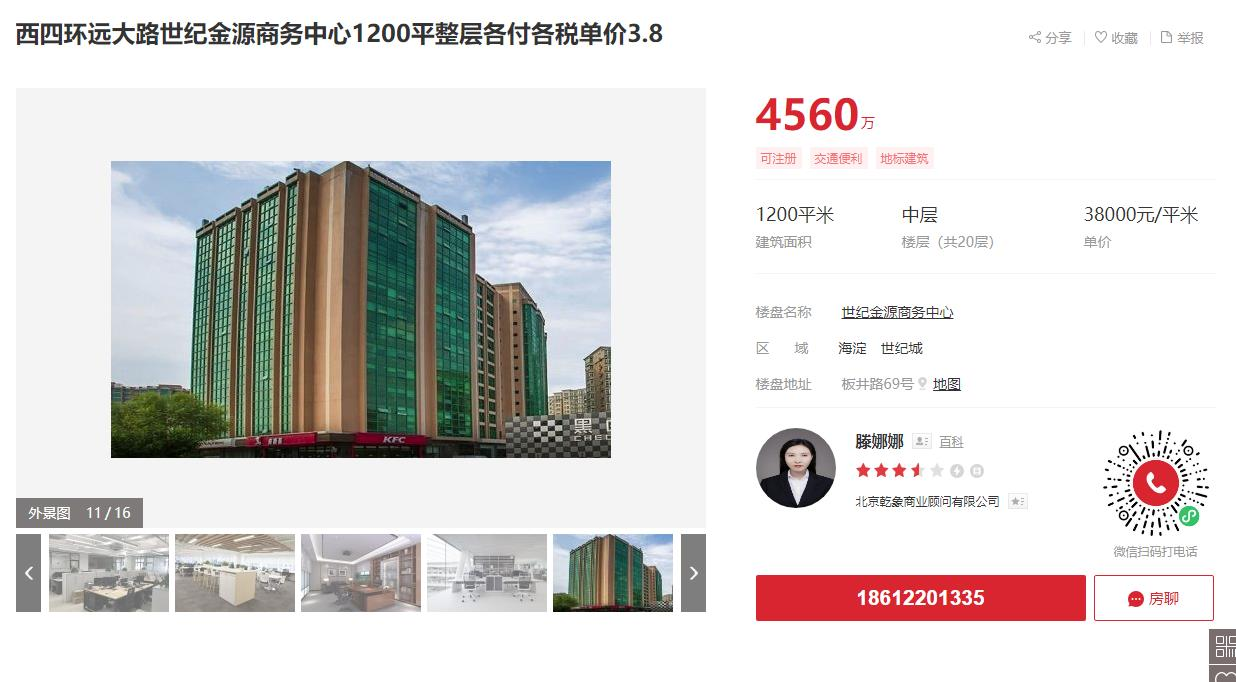 西四环远大路世纪金源商务中心1200平整层各付各税单价3.8
分享 收藏 举报
4560万
可注册 交通便利 地标建筑
1200平米 中层 38000元/平米
建筑面积 楼层（共20层） 单价
楼盘名称 世纪金源商务中心
区 域 海淀 世纪城
楼盘地址 板井路69号 地图
KFC
外景图 11 / 16
滕娜娜 百科
北京乾象商业顾问有限公司
微信扫码打电话
18612201335 房聊